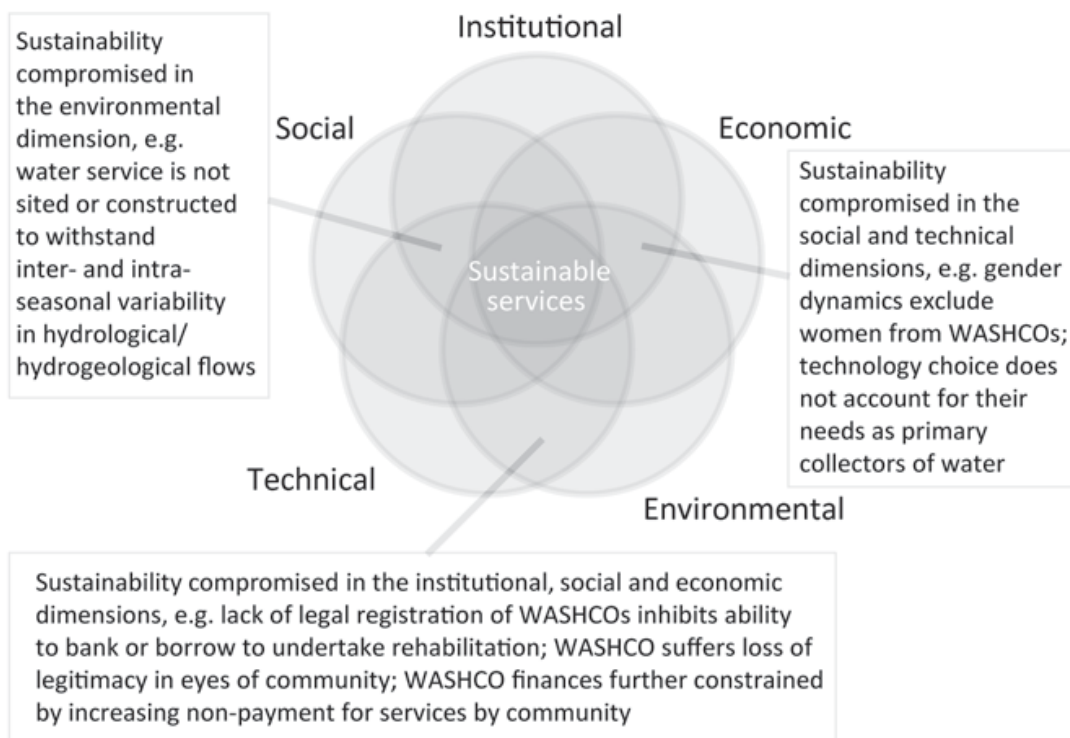 Institutional
Social
Economic
Sustainability
compromised in
the environmental
dimension, e.g.
water service is not
sited or constructed
to withstand
inter- and intra-
seasonal variability
in hydrological/
hydrogeological flows
Sustainability
compromised in the
social and technical
dimensions, e.g. gender
dynamics exclude
women from WASHCOs;
technology choice does
not account for their
needs as primary
collectors of water
Sustainable
services
Technical
Environmental
Sustainability compromised in the institutional, social and economic
dimensions, e.g. lack of legal registration of WASHCOs inhibits ability
to bank or borrow to undertake rehabilitation; WASHCO suffers loss of
legitimacy in eyes of community; WASHCO finances further constrained
by increasing non-payment for services by community